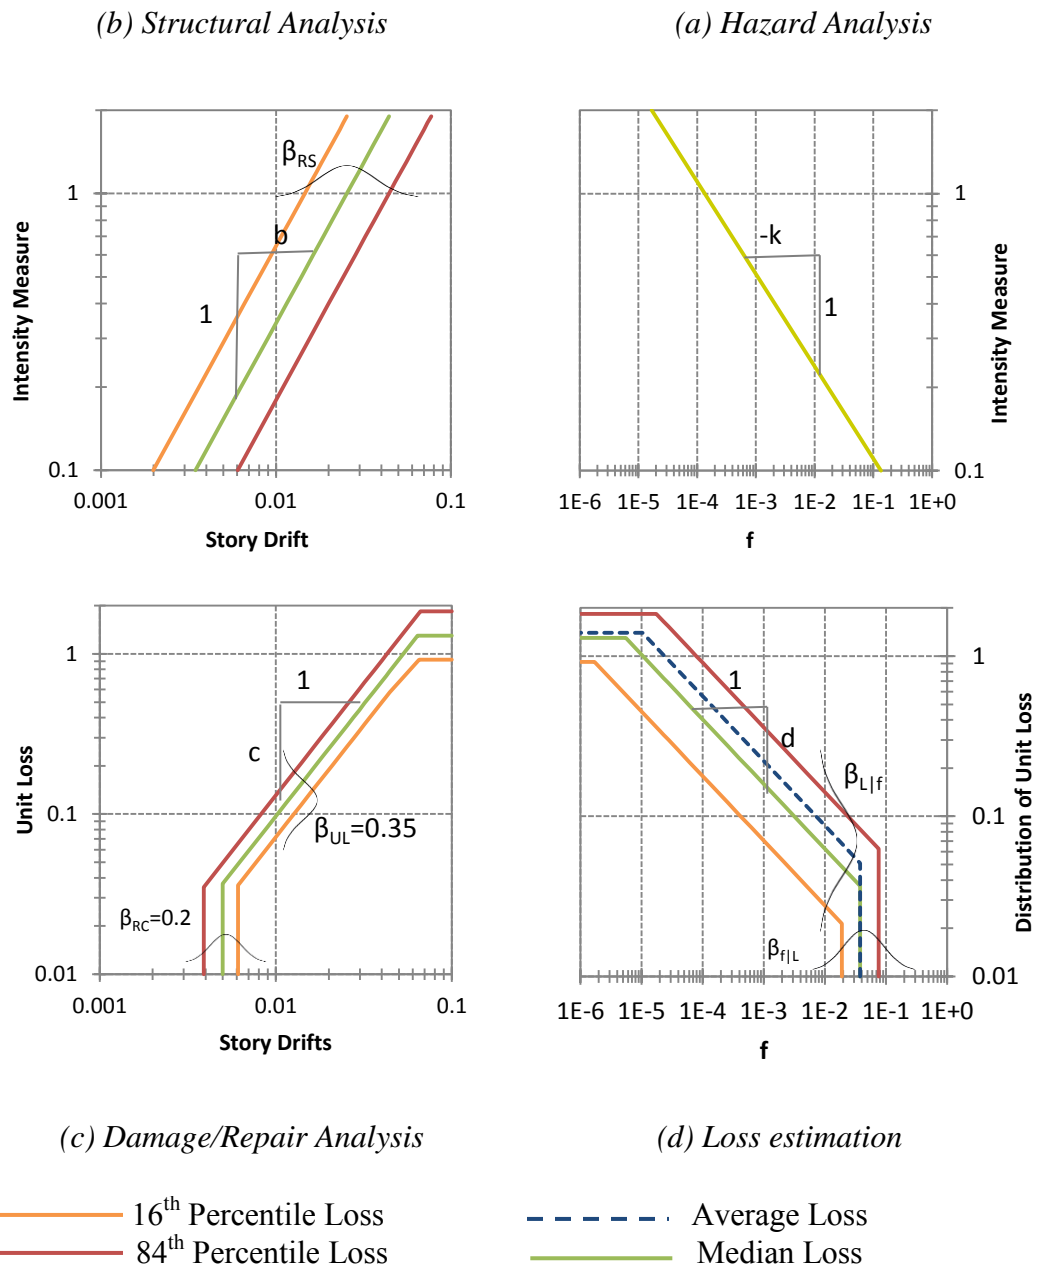 (b) Structural Analysis
(a) Hazard Analysis
β_RS
b
1
1
0.1
0.001
0.01
0.1
Story Drift
Intensity Measure
-k
1
1
0.1
1E-6 1E-5 1E-4 1E-3 1E-2 1E-1 1E+0
f
Intensity Measure
1
1
c
0.1
β_UL=0.35
β_RC=0.2
0.01
0.001
0.01
0.1
Story Drifts
Unit Loss
1
1
d
β_L|f
0.1
β_f|L
0.01
1E-6 1E-5 1E-4 1E-3 1E-2 1E-1 1E+0
f
Distribution of Unit Loss
(c) Damage/Repair Analysis
(d) Loss estimation
16th Percentile Loss
Average Loss
84th Percentile Loss
Median Loss